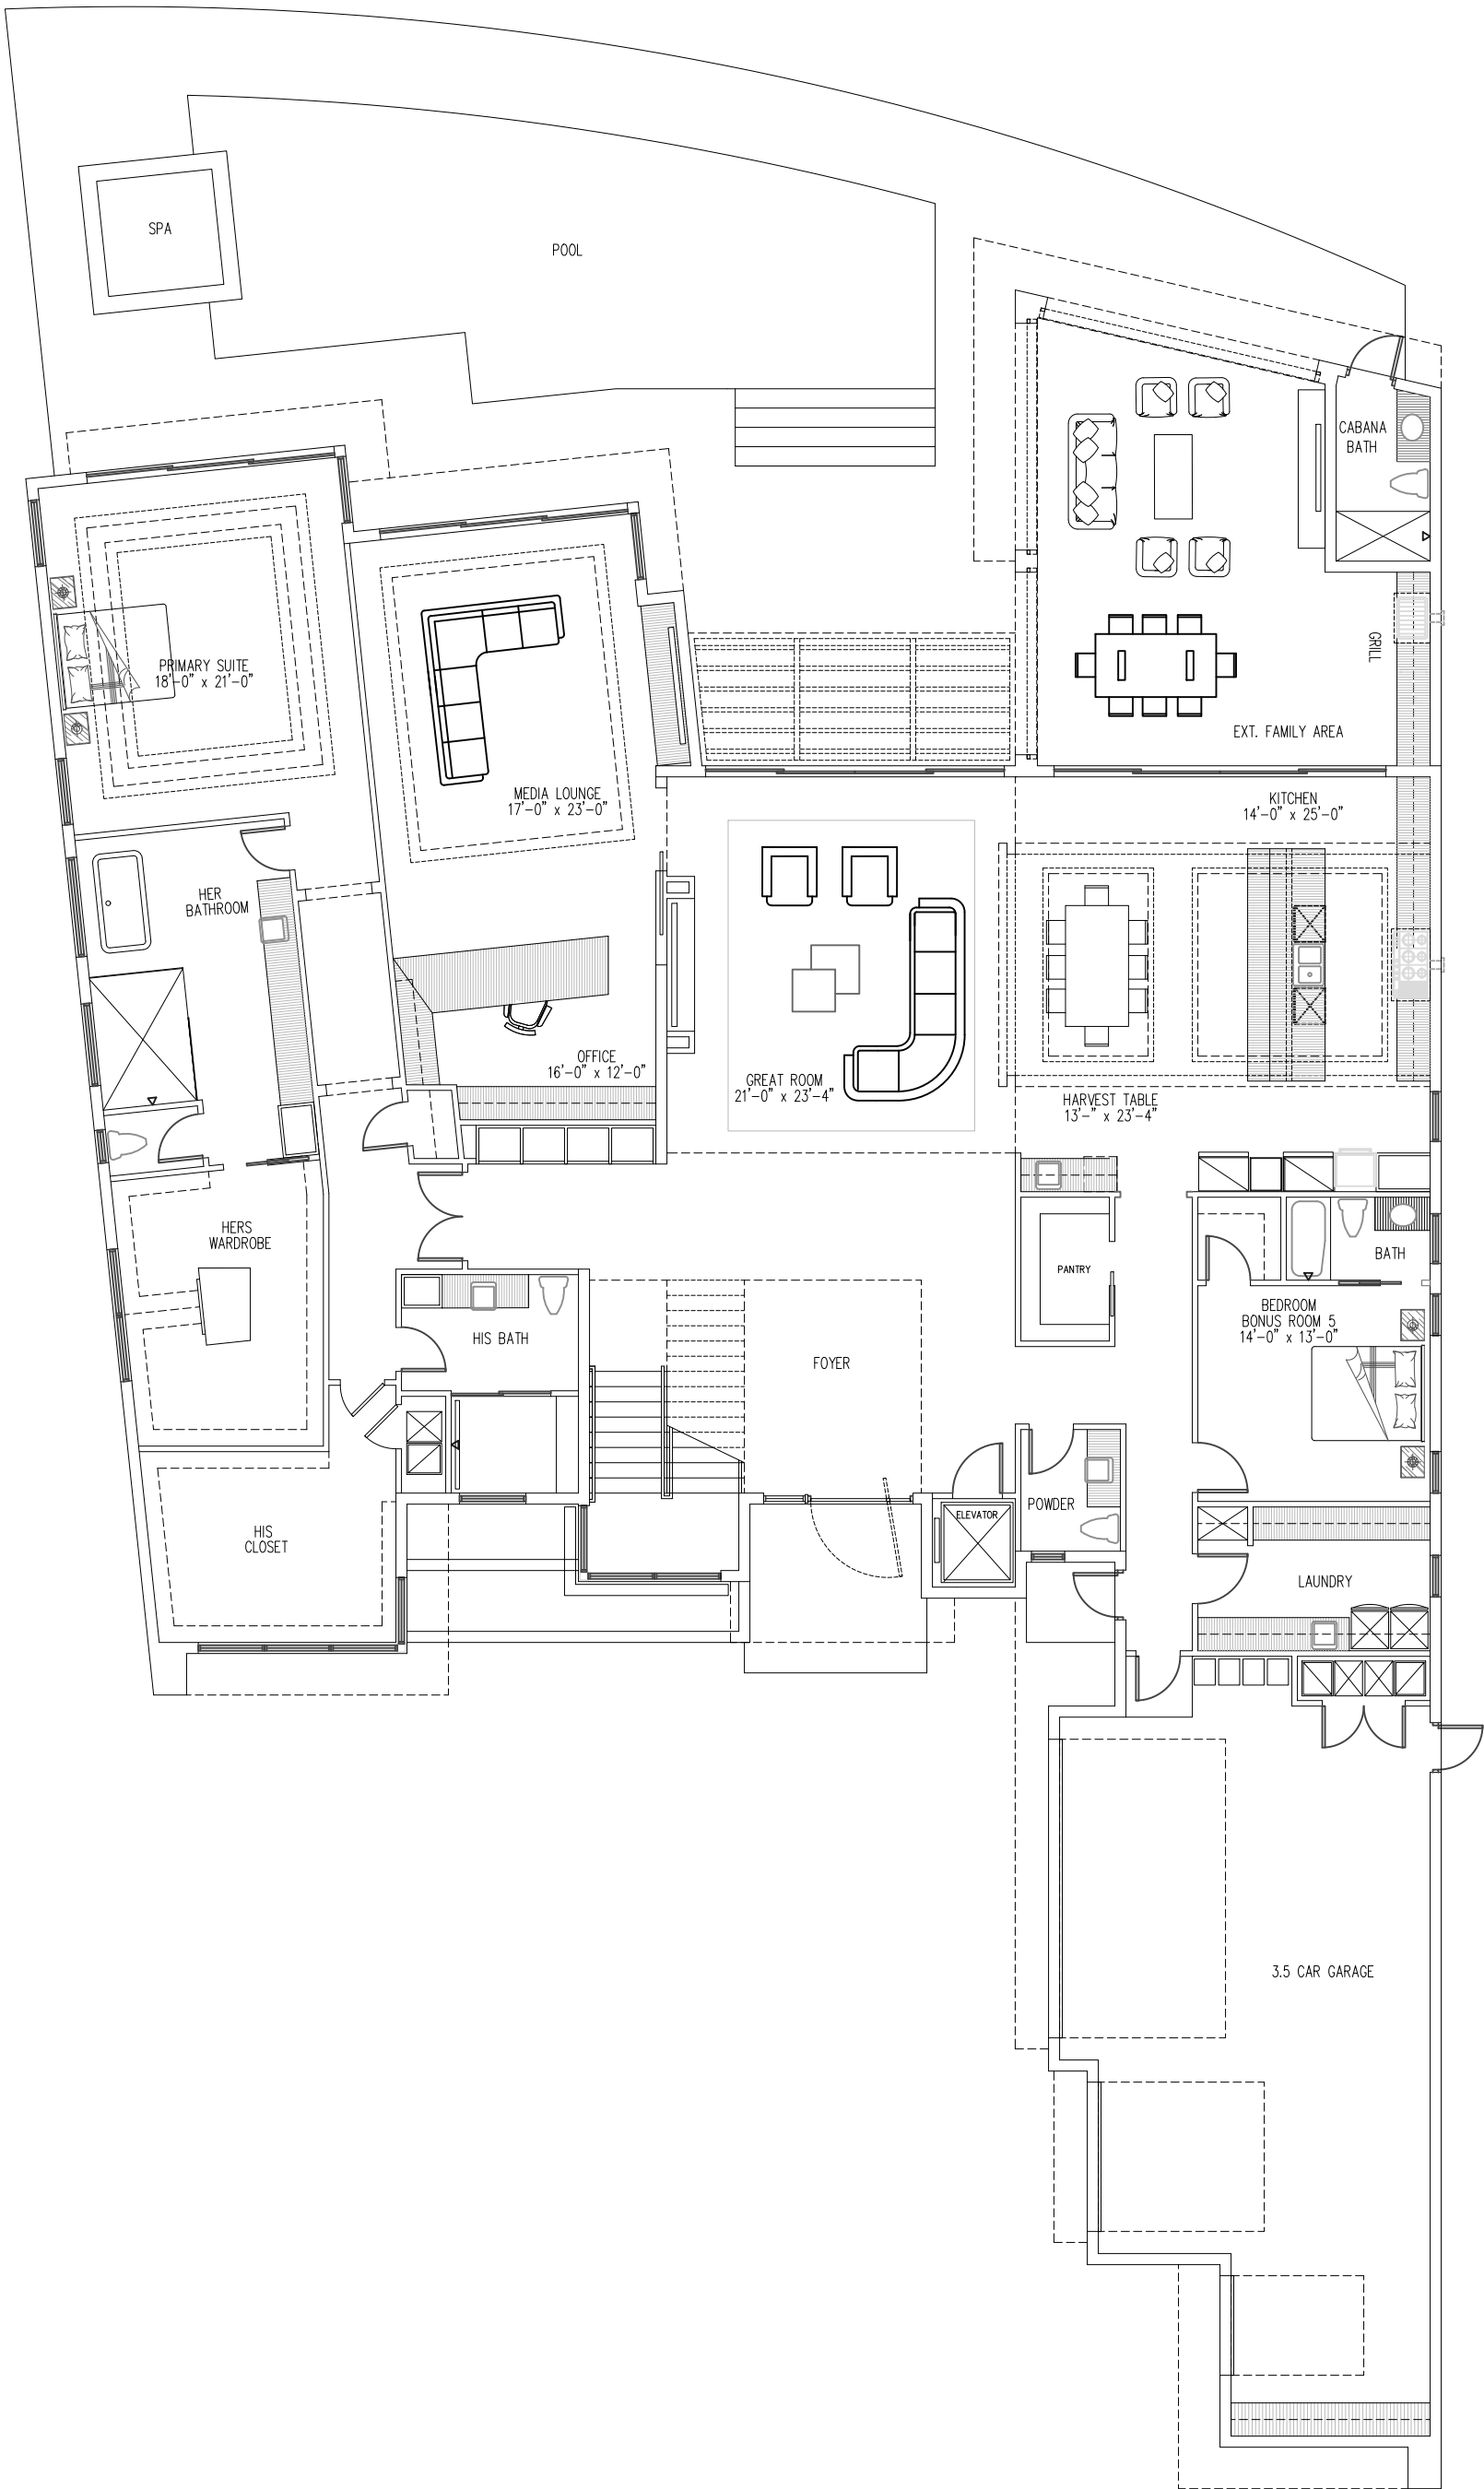 SPA
POOL
CABANA
BATH
GRILL
PRIMARY SUITE
18'-0" x 21'-0"
EXT. FAMILY AREA
MEDIA LOUNGE
17'-0" x 23'-0"
KITCHEN
14'-0" x 25'-0"
HER
BATHROOM
OFFICE
16'-0" x 12'-0"
GREAT ROOM
21'-0" x 23'-4"
HARVEST TABLE
13'-" x 23'-4"
HERS
WARDROBE
BATH
PANTRY
BEDROOM
BONUS ROOM 5
14'-0" x 13'-0"
HIS BATH
FOYER
POWDER
ELEVATOR
HIS
CLOSET
LAUNDRY
3.5 CAR GARAGE